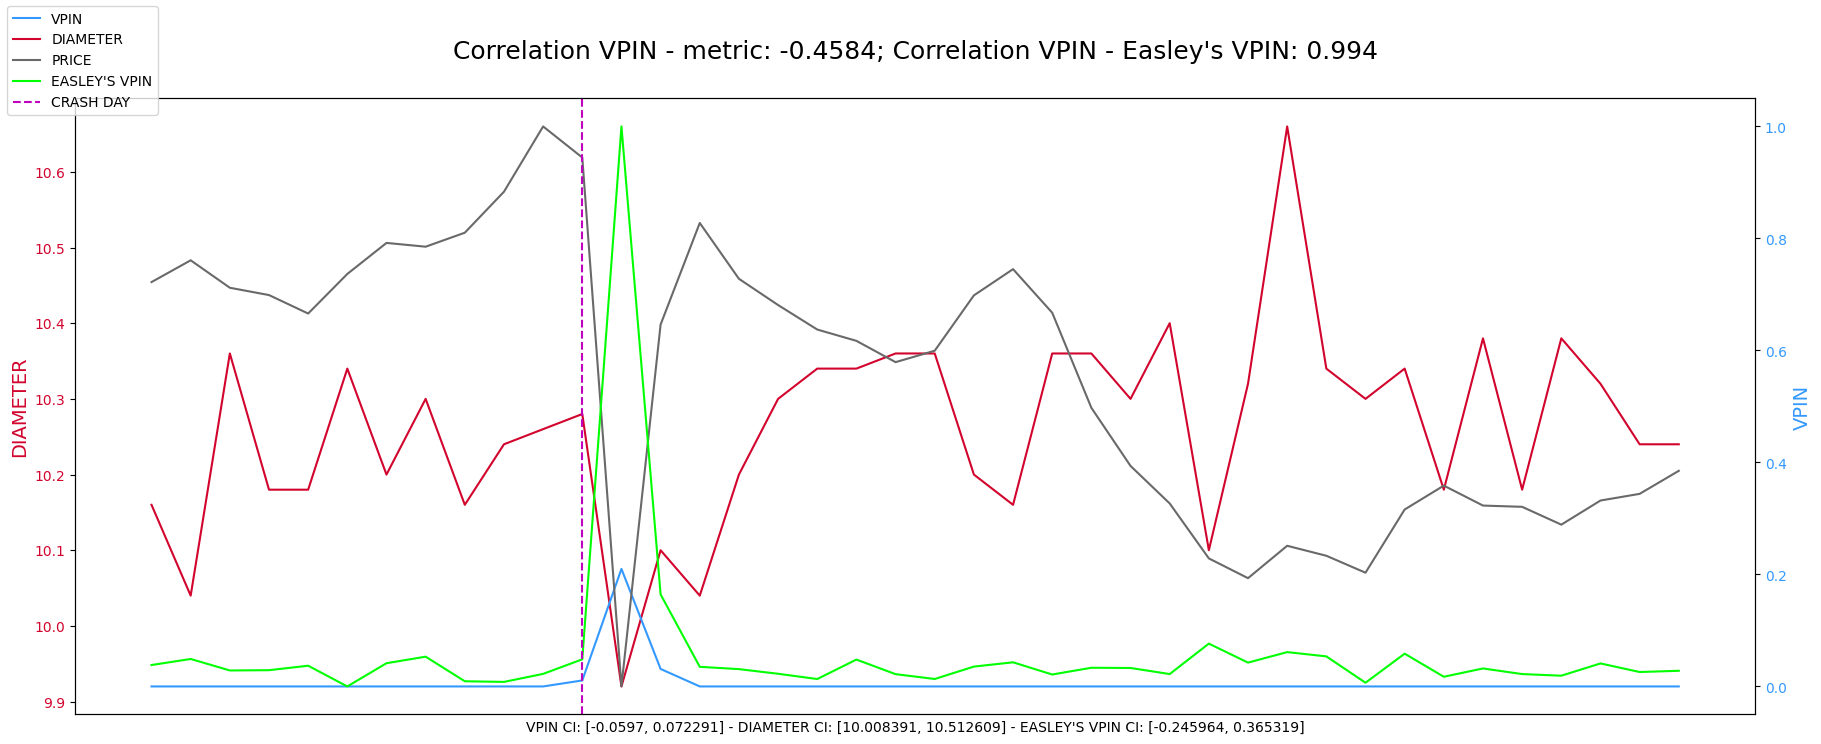 VPIN
DIAMETER
PRICE
EASLEY'S VPIN
CRASH DAY
Correlation VPIN - metric: -0.4584; Correlation VPIN - Easley's VPIN: 0.994
DIAMETER
10.6
10.5
10.4
10.3
10.2
10.1
10.0
9.9
1.0
0.8
0.6
0.4
0.2
0.0
VPIN
VPIN CI: [-0.0597, 0.072291] - DIAMETER CI: [10.008391, 10.512609] - EASLEY'S VPIN CI: [-0.245964, 0.365319]